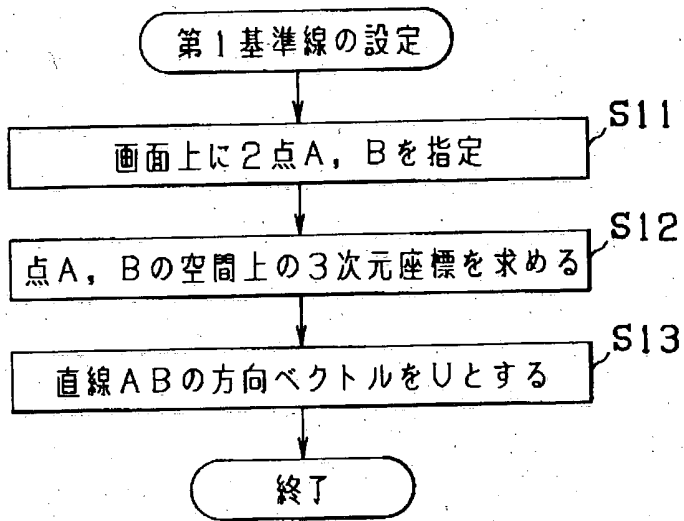 第1基準線の設定
S11
画面上に2点A,Bを指定
S12
点A,Bの空間上の3次元座標を求める
S13
直線ABの方向ベクトルをUとする
終了